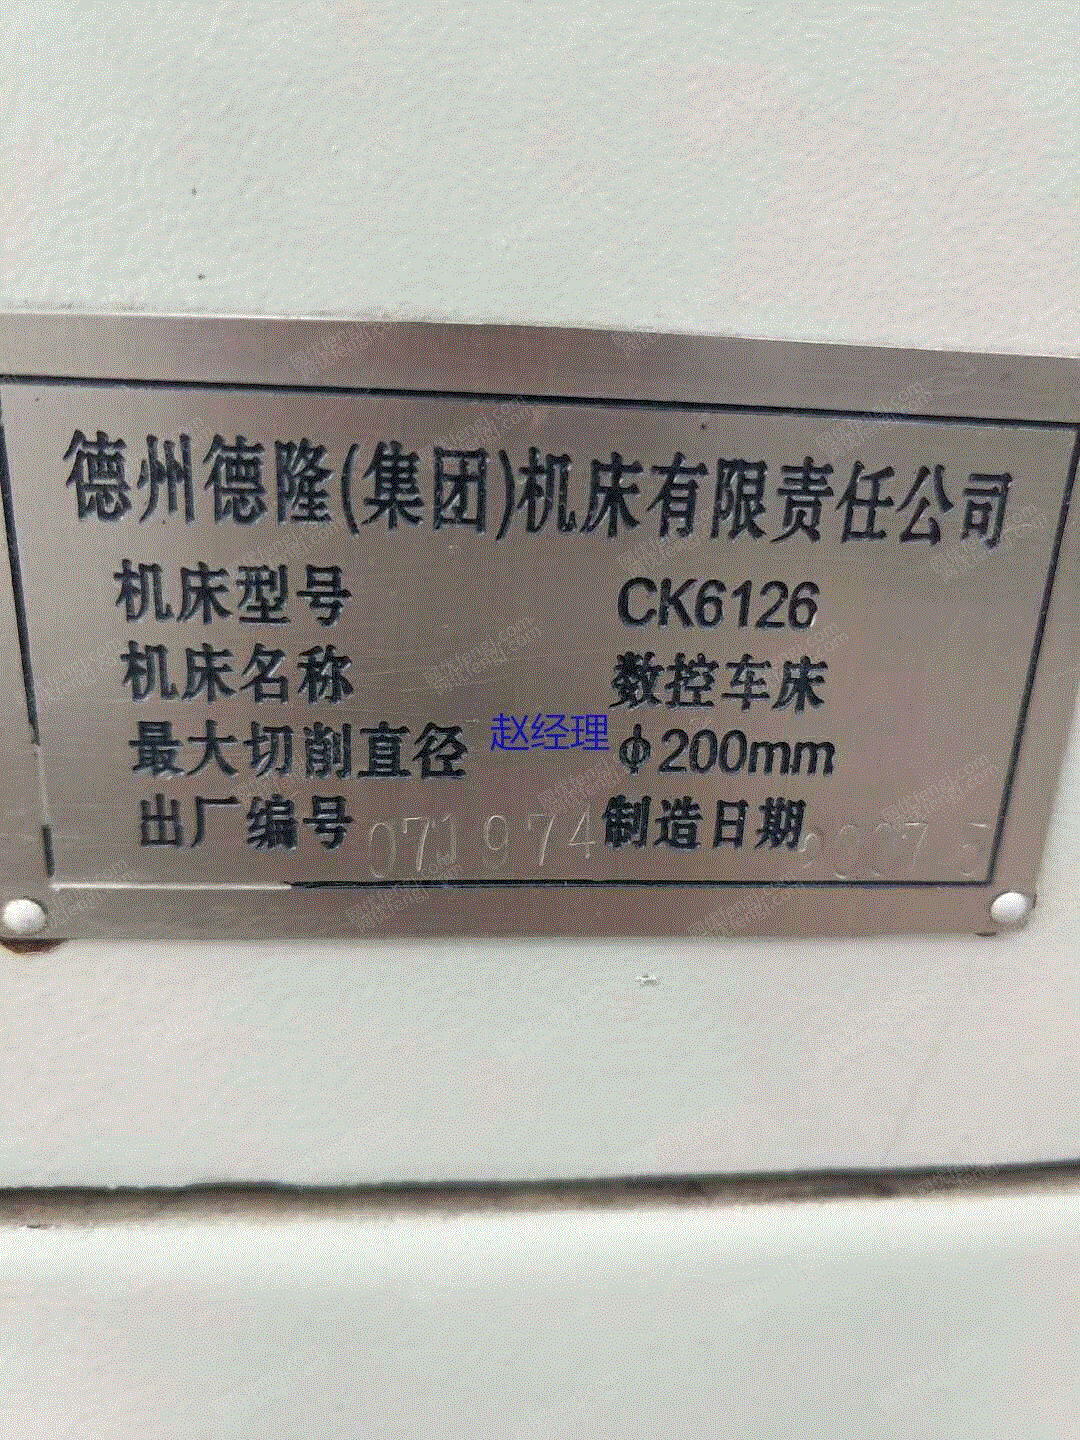 德州德隆(集团)机床有限责任公司
机床型号 CK6126
机床名称 数控车床
赵经理
最大切削直径 φ200mm
出厂编号 071974 制造日期 2007